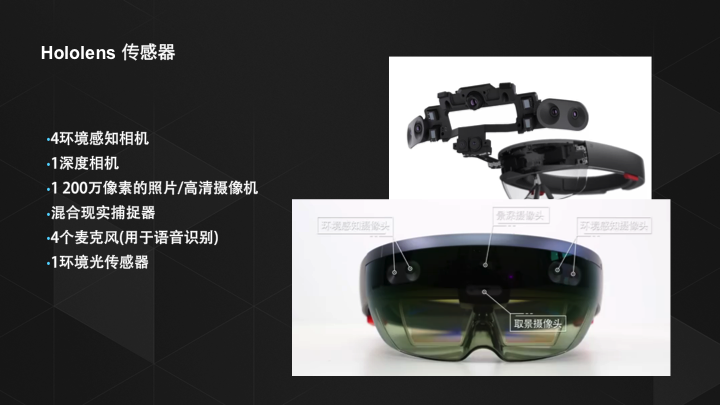 Hololens 传感器
•4环境感知相机
•1深度相机
•1 200万像素的照片/高清摄像机
•混合现实捕捉器
•4个麦克风(用于语音识别)
•1环境光传感器
环境感知摄像头
景深摄像头
环境感知摄像头
取景摄像头